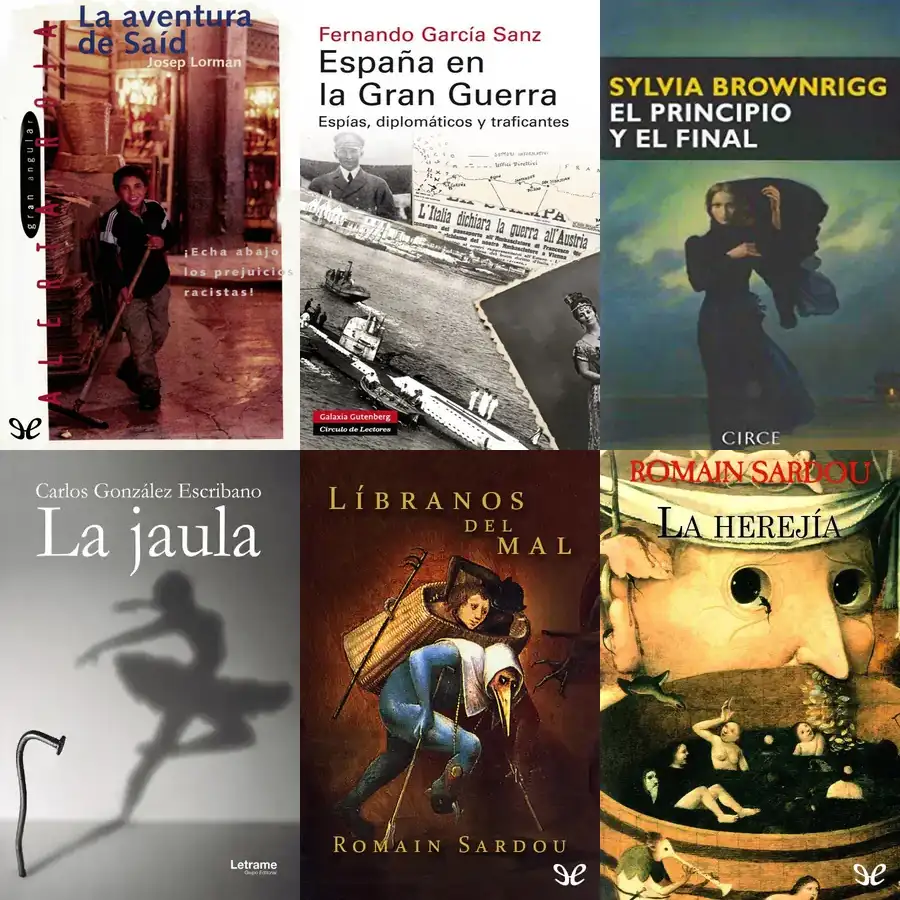 La aventura
de Saíd
Josep Lorman
ALERTA ROJA
gran angular
¡Echa abajo
los prejuicios
racistas!
Fernando García Sanz
España en
la Gran Guerra
Espías, diplomáticos y traficantes
L'Italia dichiara la guerra all'Austria
Galaxia Gutenberg
Círculo de Lectores
SYLVIA BROWNRIGG
EL PRINCIPIO
Y EL FINAL
CIRCE
Carlos González Escribano
La jaula
Letrame
Grupo Editorial
LÍBRANOS
DEL
MAL
ROMAIN SARDOU
ROMAIN SARDOU
LA HEREJÍA